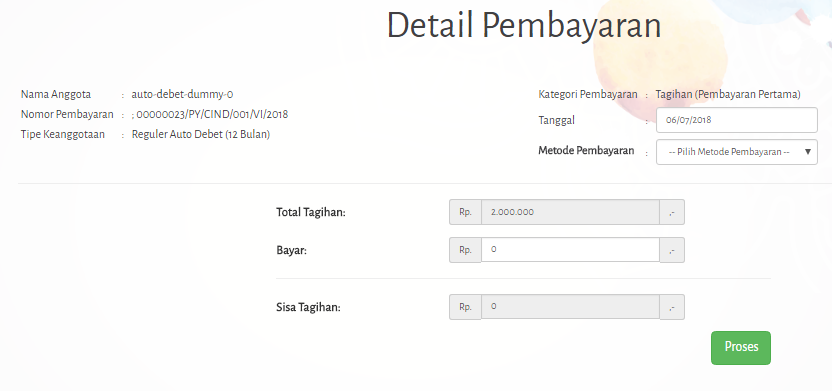 Detail Pembayaran
Nama Anggota : auto-debet-dummy-0
Nomor Pembayaran : ; 00000023/PY/CIND/001/VI/2018
Tipe Keanggotaan : Reguler Auto Debet (12 Bulan)
Kategori Pembayaran : Tagihan (Pembayaran Pertama)
Tanggal : 06/07/2018
Metode Pembayaran : -- Pilih Metode Pembayaran --
Total Tagihan: Rp. 2.000.000 ,-
Bayar: Rp. 0 ,-
Sisa Tagihan: Rp. 0 ,-
Proses